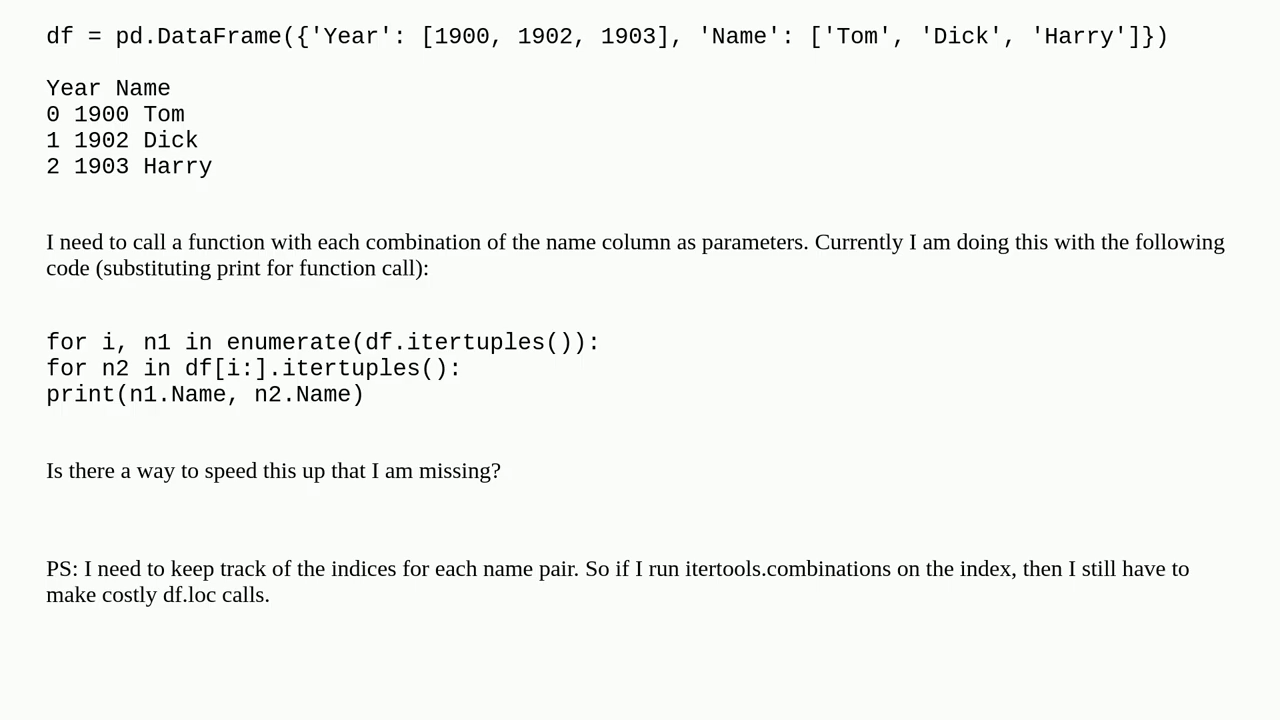 df = pd.DataFrame({'Year': [1900, 1902, 1903], 'Name': ['Tom', 'Dick', 'Harry']})
Year Name
0 1900 Tom
1 1902 Dick
2 1903 Harry
I need to call a function with each combination of the name column as parameters. Currently I am doing this with the following
code (substituting print for function call):
for i, n1 in enumerate(df.itertuples()):
for n2 in df[i:].itertuples():
print(n1.Name, n2.Name)
Is there a way to speed this up that I am missing?
PS: I need to keep track of the indices for each name pair. So if I run itertools.combinations on the index, then I still have to
make costly df.loc calls.